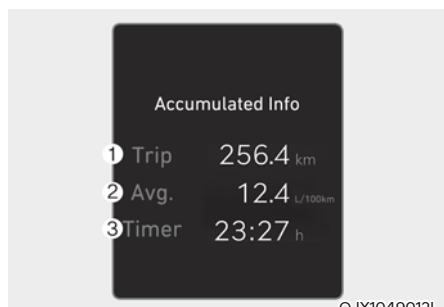 Accumulated Info
1 Trip 256.4 km
2 Avg. 12.4 L/100km
3 Timer 23:27 h